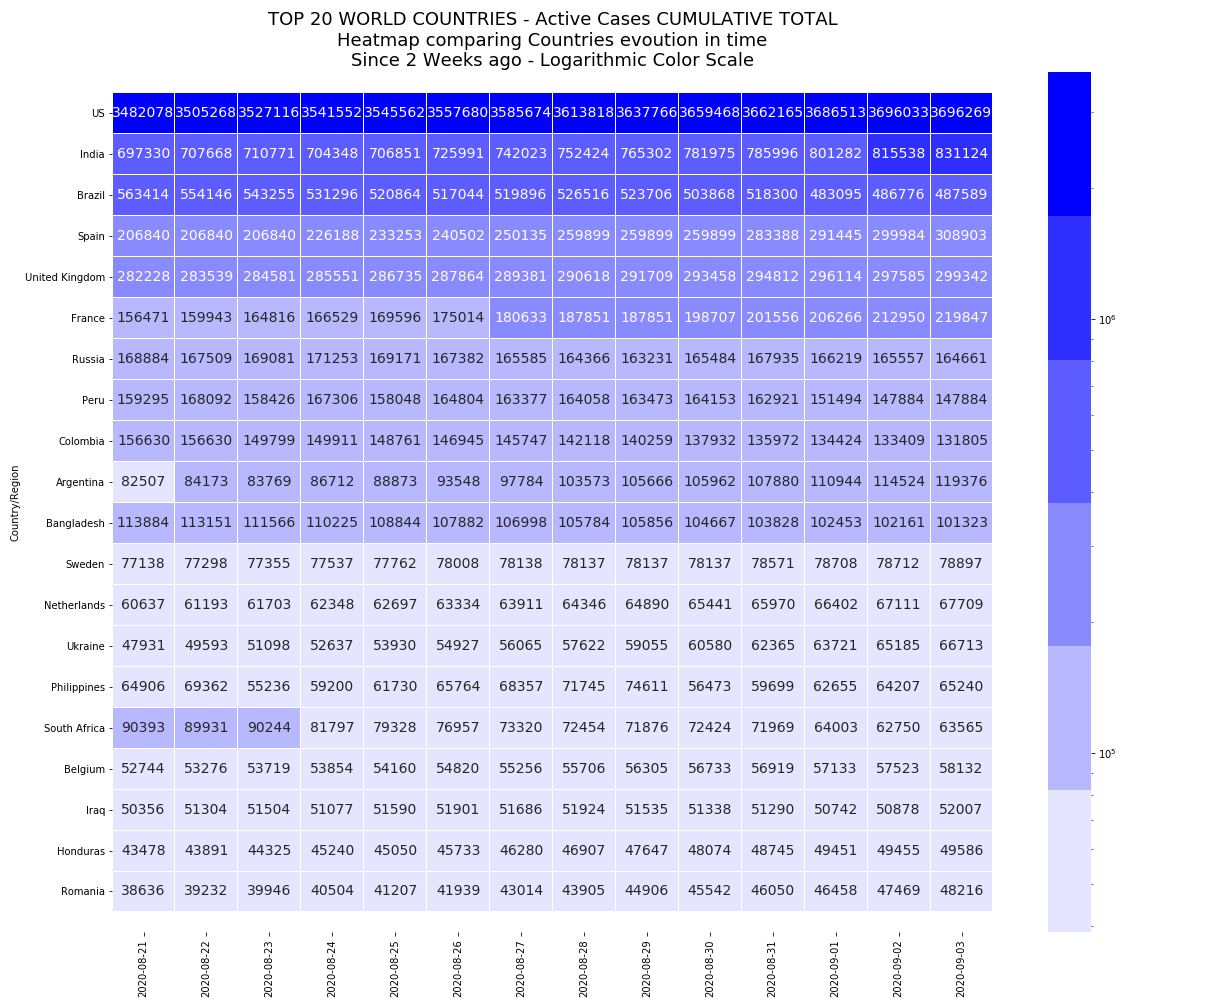 TOP 20 WORLD COUNTRIES - Active Cases CUMULATIVE TOTAL
Heatmap comparing Countries evoution in time
Since 2 Weeks ago - Logarithmic Color Scale
US 3482078 3505268 3527116 3541552 3545562 3557680 3585674 3613818 3637766 3659468 3662165 3686513 3696033 3696269
India 697330 707668 710771 704348 706851 725991 742023 752424 765302 781975 785996 801282 815538 831124
Brazil 563414 554146 543255 531296 520864 517044 519896 526516 523706 503868 518300 483095 486776 487589
Spain 206840 206840 206840 226188 233253 240502 250135 259899 259899 259899 283388 291445 299984 308903
United Kingdom 282228 283539 284581 285551 286735 287864 289381 290618 291709 293458 294812 296114 297585 299342
10⁶
France 156471 159943 164816 166529 169596 175014 180633 187851 187851 198707 201556 206266 212950 219847
Russia 168884 167509 169081 171253 169171 167382 165585 164366 163231 165484 167935 166219 165557 164661
Peru 159295 168092 158426 167306 158048 164804 163377 164058 163473 164153 162921 151494 147884 147884
Colombia 156630 156630 149799 149911 148761 146945 145747 142118 140259 137932 135972 134424 133409 131805
Country/Region
Argentina 82507 84173 83769 86712 88873 93548 97784 103573 105666 105962 107880 110944 114524 119376
Bangladesh 113884 113151 111566 110225 108844 107882 106998 105784 105856 104667 103828 102453 102161 101323
Sweden 77138 77298 77355 77537 77762 78008 78138 78137 78137 78137 78571 78708 78712 78897
Netherlands 60637 61193 61703 62348 62697 63334 63911 64346 64890 65441 65970 66402 67111 67709
Ukraine 47931 49593 51098 52637 53930 54927 56065 57622 59055 60580 62365 63721 65185 66713
Philippines 64906 69362 55236 59200 61730 65764 68357 71745 74611 56473 59699 62655 64207 65240
South Africa 90393 89931 90244 81797 79328 76957 73320 72454 71876 72424 71969 64003 62750 63565
10⁵
Belgium 52744 53276 53719 53854 54160 54820 55256 55706 56305 56733 56919 57133 57523 58132
Iraq 50356 51304 51504 51077 51590 51901 51686 51924 51535 51338 51290 50742 50878 52007
Honduras 43478 43891 44325 45240 45050 45733 46280 46907 47647 48074 48745 49451 49455 49586
Romania 38636 39232 39946 40504 41207 41939 43014 43905 44906 45542 46050 46458 47469 48216
2020-08-21 2020-08-22 2020-08-23 2020-08-24 2020-08-25 2020-08-26 2020-08-27 2020-08-28 2020-08-29 2020-08-30 2020-08-31 2020-09-01 2020-09-02 2020-09-03